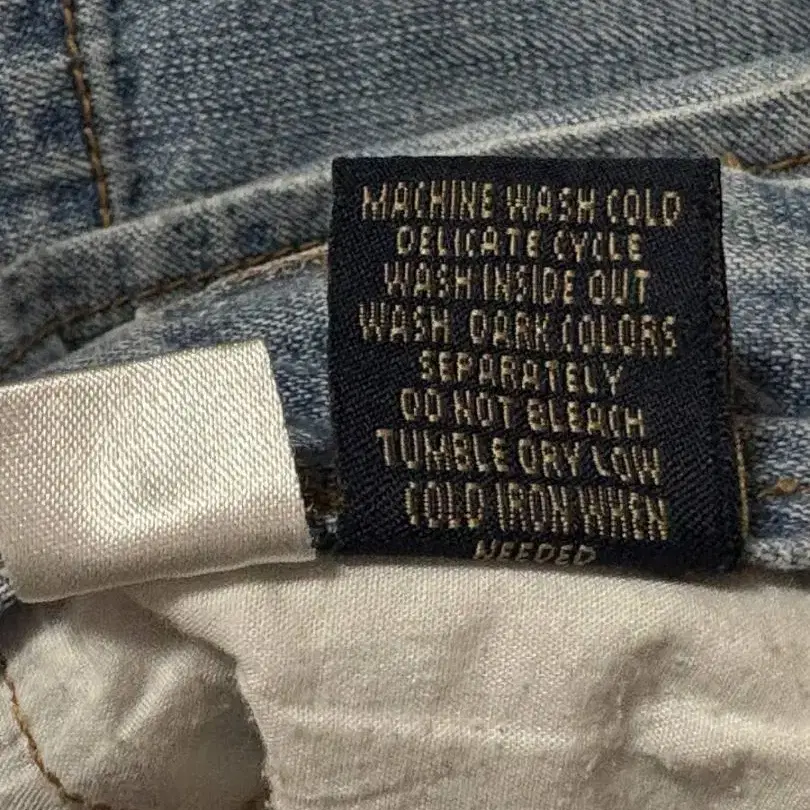 MACHINE WASH COLD
DELICATE CYCLE
WASH INSIDE OUT
WASH DARK COLORS
SEPARATELY
DO NOT BLEACH
TUMBLE DRY LOW
COLD IRON WHEN
NEEDED